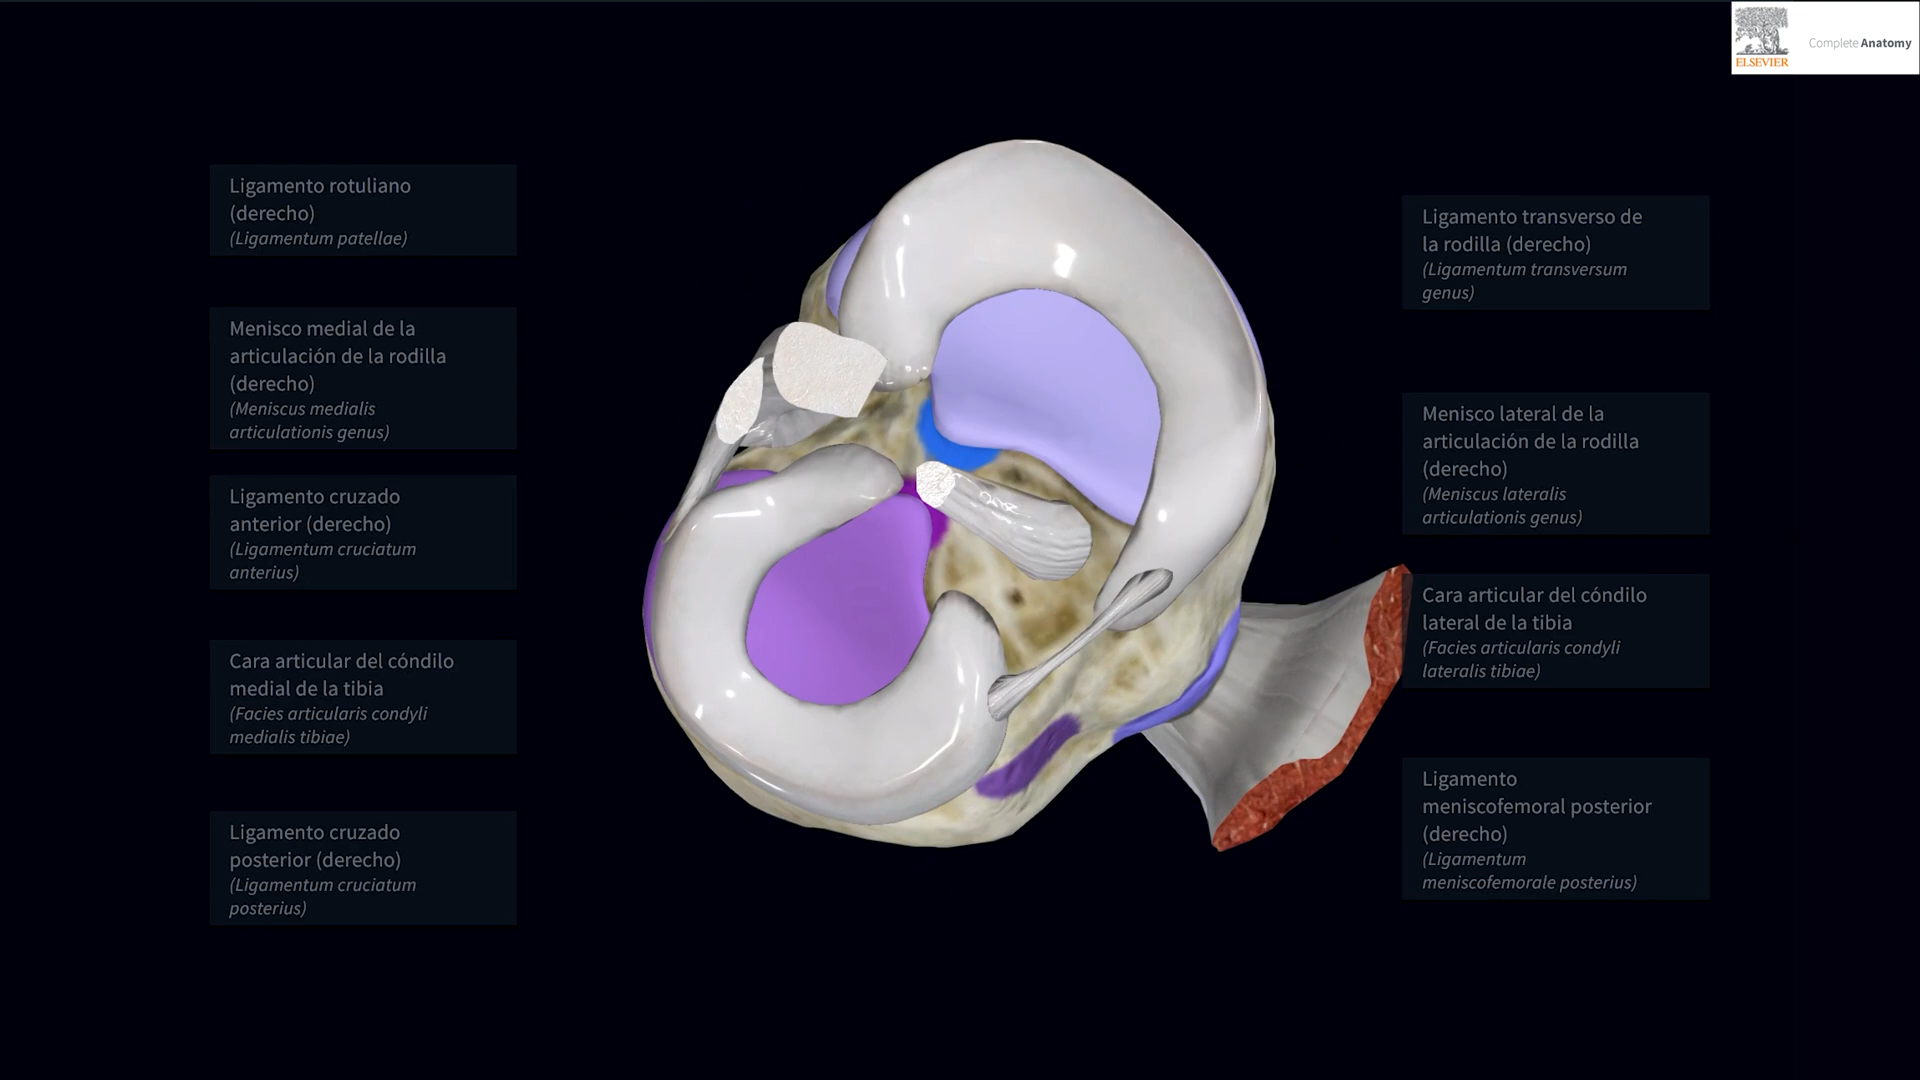 ELSEVIER
Complete Anatomy
Ligamento rotuliano
(derecho)
(Ligamentum patellae)
Menisco medial de la
articulación de la rodilla
(derecho)
(Meniscus medialis
articulationis genus)
Ligamento cruzado
anterior (derecho)
(Ligamentum cruciatum
anterius)
Cara articular del cóndilo
medial de la tibia
(Facies articularis condyli
medialis tibiae)
Ligamento cruzado
posterior (derecho)
(Ligamentum cruciatum
posterius)
Ligamento transverso de
la rodilla (derecho)
(Ligamentum transversum
genus)
Menisco lateral de la
articulación de la rodilla
(derecho)
(Meniscus lateralis
articulationis genus)
Cara articular del cóndilo
lateral de la tibia
(Facies articularis condyli
lateralis tibiae)
Ligamento
meniscofemoral posterior
(derecho)
(Ligamentum
meniscofemorale posterius)